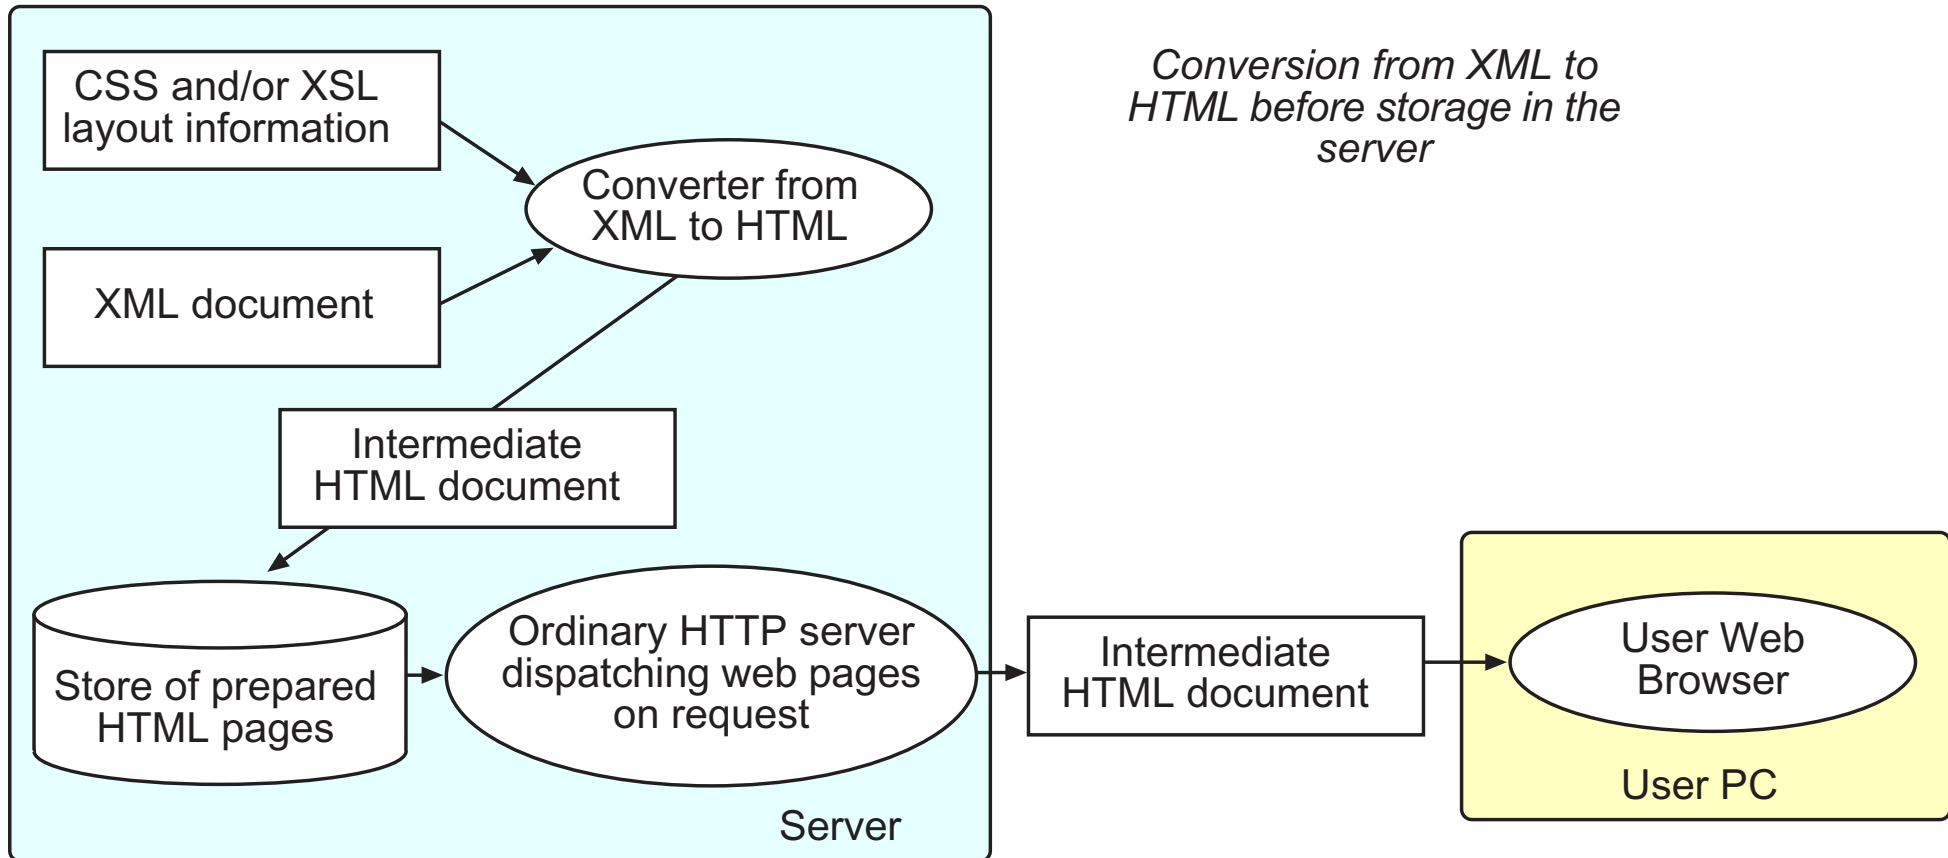 CSS and/or XSL
layout information
Conversion from XML to
HTML before storage in the
server
Converter from
XML to HTML
XML document
Intermediate
HTML document
Store of prepared
HTML pages
Ordinary HTTP server
dispatching web pages
on request
Intermediate
HTML document
User Web
Browser
User PC
Server